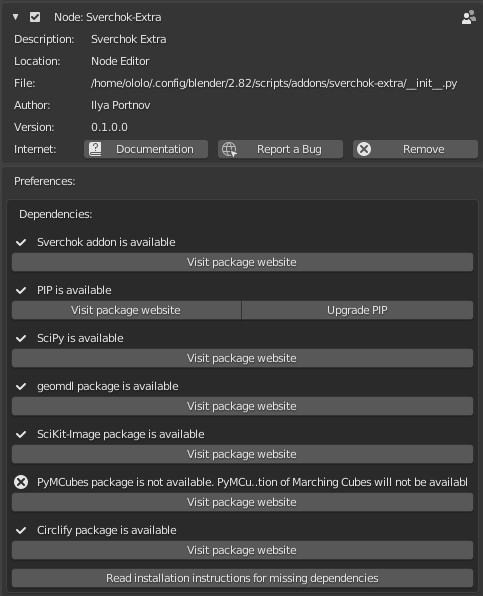 Node: Sverchok-Extra
Description: Sverchok Extra
Location: Node Editor
File: /home/ololo/.config/blender/2.82/scripts/addons/sverchok-extra/__init__.py
Author: Ilya Portnov
Version: 0.1.0.0
Internet: Documentation Report a Bug Remove
Preferences:
Dependencies:
Sverchok addon is available
Visit package website
PIP is available
Visit package website Upgrade PIP
SciPy is available
Visit package website
geomdl package is available
Visit package website
SciKit-Image package is available
Visit package website
PyMCubes package is not available. PyMCu..tion of Marching Cubes will not be availabl
Visit package website
Circlify package is available
Visit package website
Read installation instructions for missing dependencies